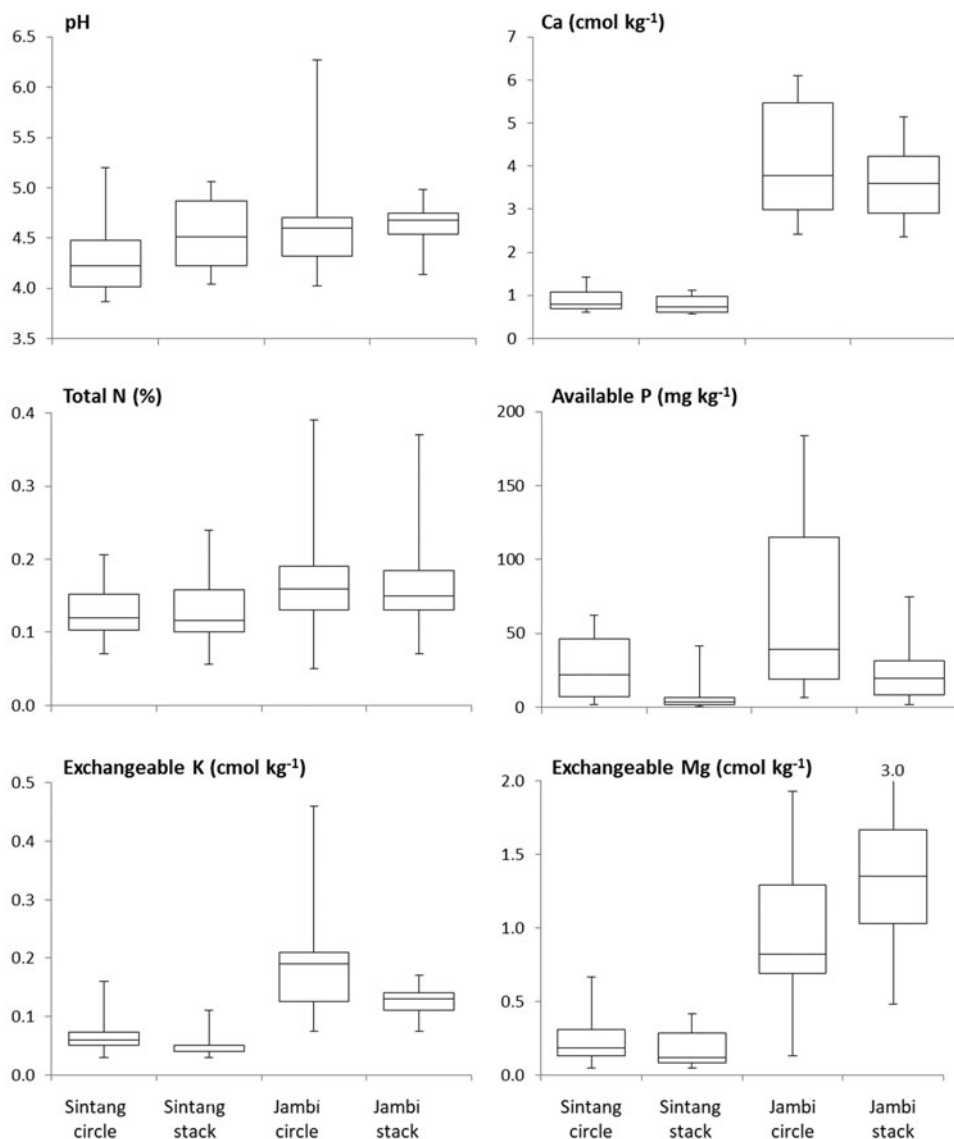 pH
6.5
6.0
5.5
5.0
4.5
4.0
3.5
Ca (cmol kg⁻¹)
7
6
5
4
3
2
1
0
Total N (%)
0.4
0.3
0.2
0.1
0.0
Available P (mg kg⁻¹)
200
150
100
50
0
Exchangeable K (cmol kg⁻¹)
0.5
0.4
0.3
0.2
0.1
0.0
Sintang circle
Sintang stack
Jambi circle
Jambi stack
Exchangeable Mg (cmol kg⁻¹)
3.0
2.0
1.5
1.0
0.5
0.0
Sintang circle
Sintang stack
Jambi circle
Jambi stack